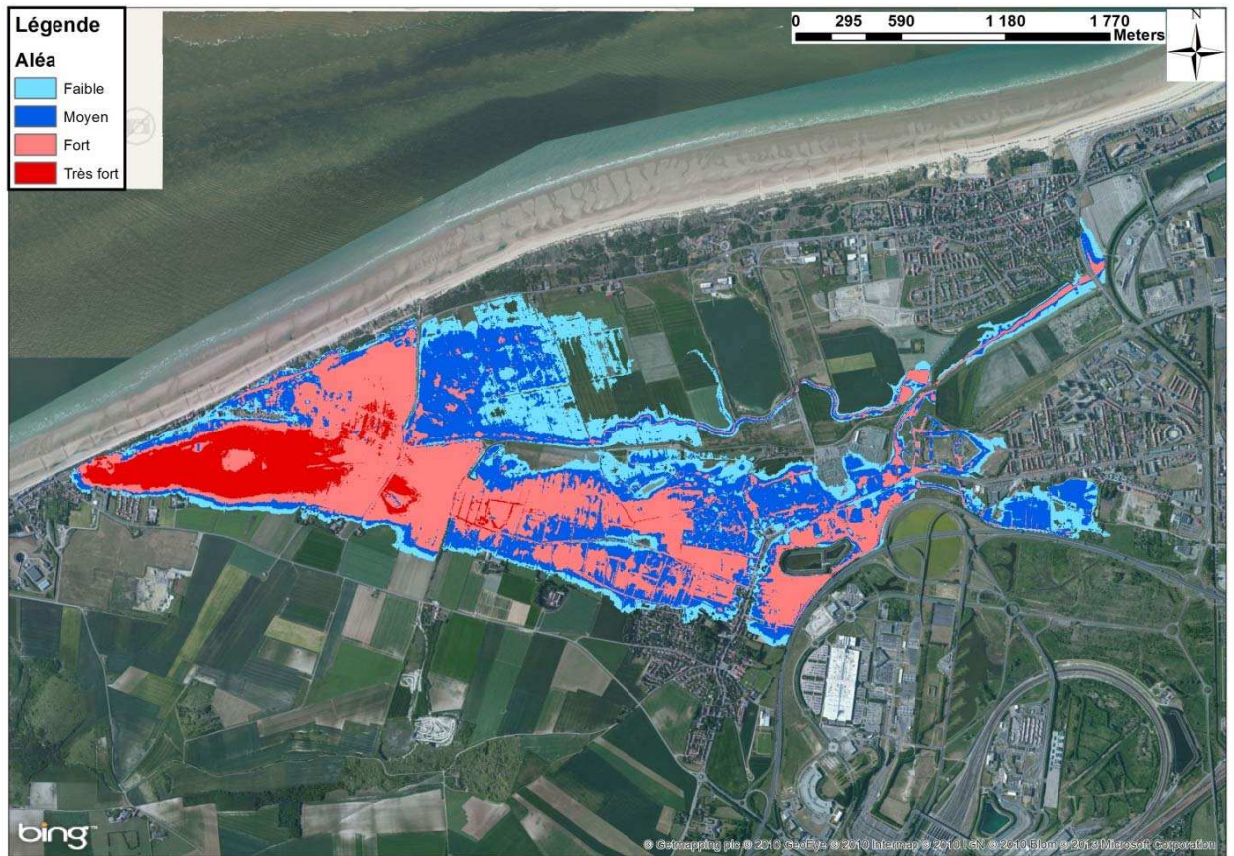 Légende
Aléa
Faible
Moyen
Fort
Très fort
0 295 590 1 180 1 770
Meters
N
bing™
© Getmapping plc © 2010 GeoEye © 2010 Intermap © 2010 IGN © 2010 Blom © 2013 Microsoft Corporation